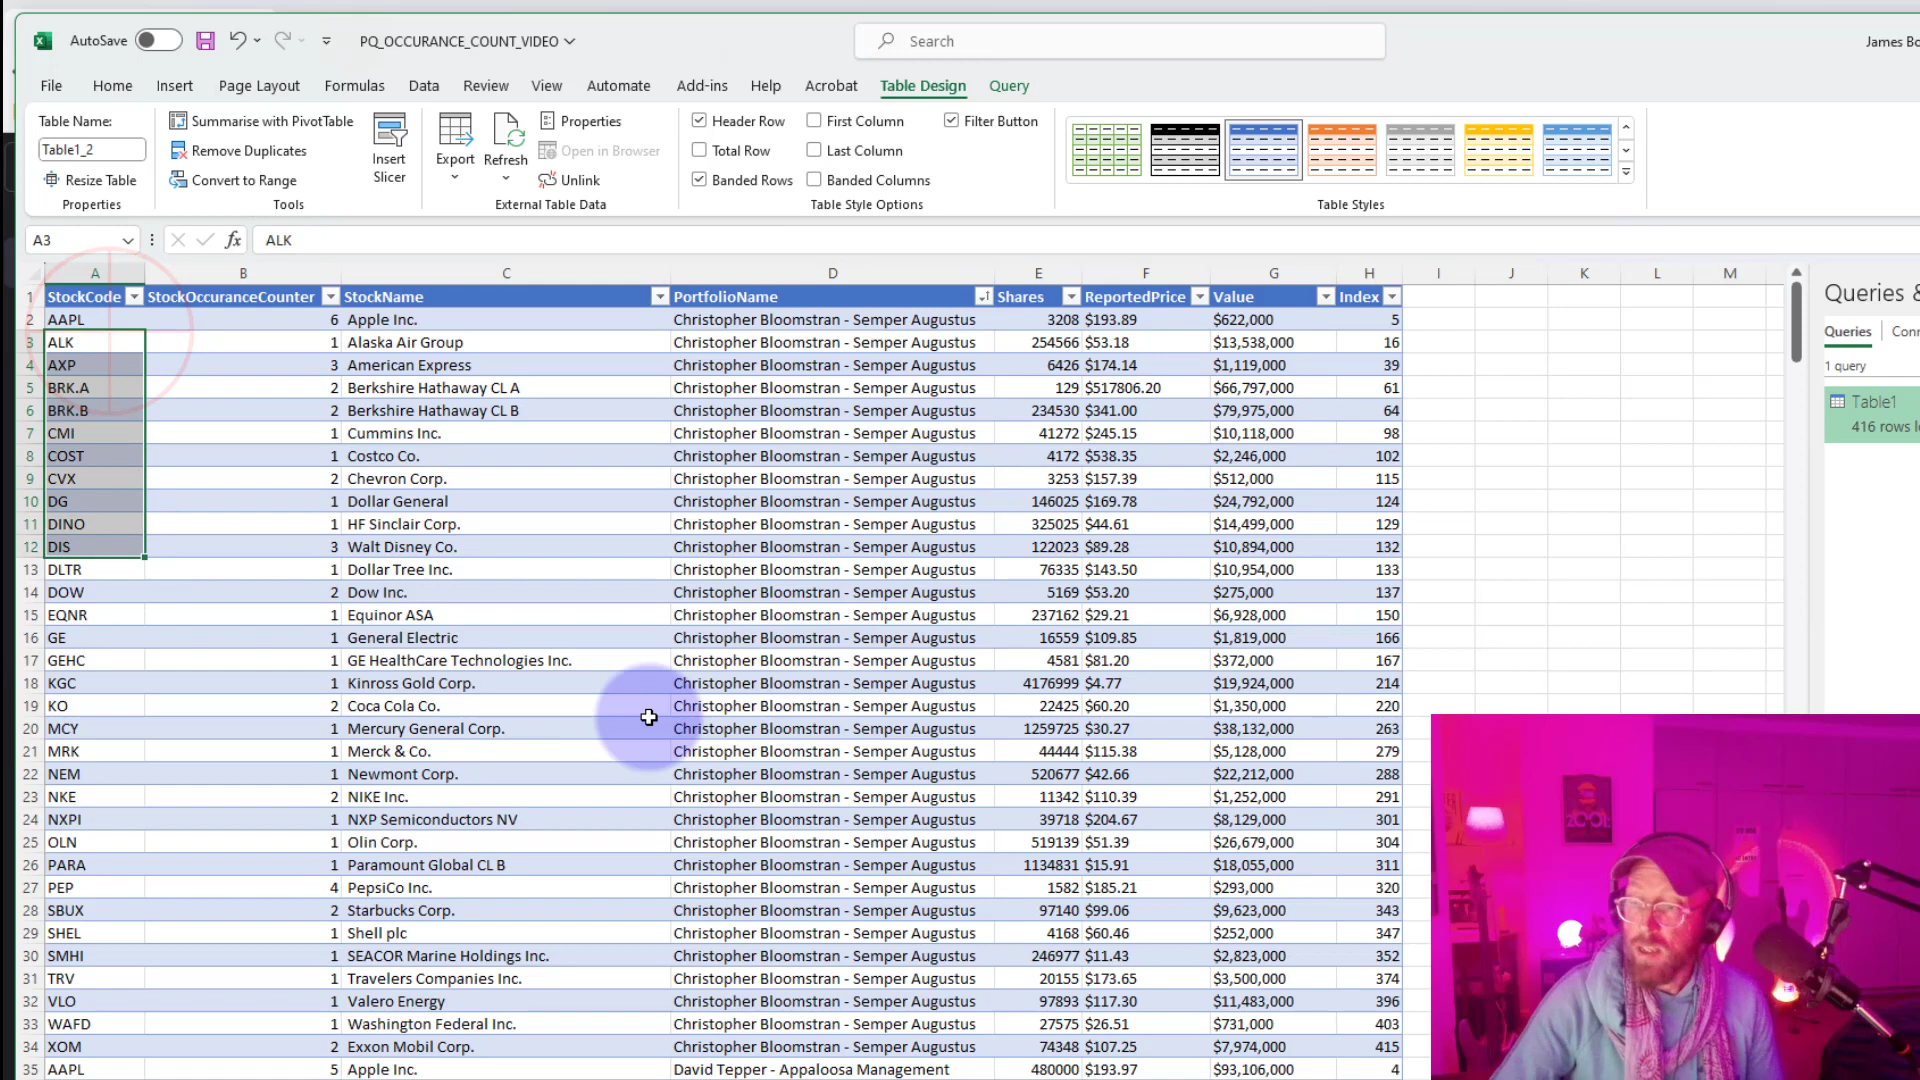 AutoSave PQ_OCCURANCE_COUNT_VIDEO Search James Bo
File Home Insert Page Layout Formulas Data Review View Automate Add-ins Help Acrobat Table Design Query
Table Name: Summarise with PivotTable Properties Header Row First Column Filter Button
Table1_2 Remove Duplicates Insert Slicer Export Refresh Open in Browser Total Row Last Column
Resize Table Convert to Range Unlink Banded Rows Banded Columns
Properties Tools External Table Data Table Style Options Table Styles
A3 fx ALK
A B C D E F G H I J K L M
1 StockCode StockOccuranceCounter StockName PortfolioName Shares ReportedPrice Value Index
2 AAPL 6 Apple Inc. Christopher Bloomstran - Semper Augustus 3208 $193.89 $622,000 5
3 ALK 1 Alaska Air Group Christopher Bloomstran - Semper Augustus 254566 $53.18 $13,538,000 16
4 AXP 3 American Express Christopher Bloomstran - Semper Augustus 6426 $174.14 $1,119,000 39
5 BRK.A 2 Berkshire Hathaway CL A Christopher Bloomstran - Semper Augustus 129 $517806.20 $66,797,000 61
6 BRK.B 2 Berkshire Hathaway CL B Christopher Bloomstran - Semper Augustus 234530 $341.00 $79,975,000 64
7 CMI 1 Cummins Inc. Christopher Bloomstran - Semper Augustus 41272 $245.15 $10,118,000 98
8 COST 1 Costco Co. Christopher Bloomstran - Semper Augustus 4172 $538.35 $2,246,000 102
9 CVX 2 Chevron Corp. Christopher Bloomstran - Semper Augustus 3253 $157.39 $512,000 115
10 DG 1 Dollar General Christopher Bloomstran - Semper Augustus 146025 $169.78 $24,792,000 124
11 DINO 1 HF Sinclair Corp. Christopher Bloomstran - Semper Augustus 325025 $44.61 $14,499,000 129
12 DIS 3 Walt Disney Co. Christopher Bloomstran - Semper Augustus 122023 $89.28 $10,894,000 132
13 DLTR 1 Dollar Tree Inc. Christopher Bloomstran - Semper Augustus 76335 $143.50 $10,954,000 133
14 DOW 2 Dow Inc. Christopher Bloomstran - Semper Augustus 5169 $53.20 $275,000 137
15 EQNR 1 Equinor ASA Christopher Bloomstran - Semper Augustus 237162 $29.21 $6,928,000 150
16 GE 1 General Electric Christopher Bloomstran - Semper Augustus 16559 $109.85 $1,819,000 166
17 GEHC 1 GE HealthCare Technologies Inc. Christopher Bloomstran - Semper Augustus 4581 $81.20 $372,000 167
18 KGC 1 Kinross Gold Corp. Christopher Bloomstran - Semper Augustus 4176999 $4.77 $19,924,000 214
19 KO 2 Coca Cola Co. Christopher Bloomstran - Semper Augustus 22425 $60.20 $1,350,000 220
20 MCY 1 Mercury General Corp. Christopher Bloomstran - Semper Augustus 1259725 $30.27 $38,132,000 263
21 MRK 1 Merck & Co. Christopher Bloomstran - Semper Augustus 44444 $115.38 $5,128,000 279
22 NEM 1 Newmont Corp. Christopher Bloomstran - Semper Augustus 520677 $42.66 $22,212,000 288
23 NKE 2 NIKE Inc. Christopher Bloomstran - Semper Augustus 11342 $110.39 $1,252,000 291
24 NXPI 1 NXP Semiconductors NV Christopher Bloomstran - Semper Augustus 39718 $204.67 $8,129,000 301
25 OLN 1 Olin Corp. Christopher Bloomstran - Semper Augustus 519139 $51.39 $26,679,000 304
26 PARA 1 Paramount Global CL B Christopher Bloomstran - Semper Augustus 1134831 $15.91 $18,055,000 311
27 PEP 4 PepsiCo Inc. Christopher Bloomstran - Semper Augustus 1582 $185.21 $293,000 320
28 SBUX 2 Starbucks Corp. Christopher Bloomstran - Semper Augustus 97140 $99.06 $9,623,000 343
29 SHEL 1 Shell plc Christopher Bloomstran - Semper Augustus 4168 $60.46 $252,000 347
30 SMHI 1 SEACOR Marine Holdings Inc. Christopher Bloomstran - Semper Augustus 246977 $11.43 $2,823,000 352
31 TRV 1 Travelers Companies Inc. Christopher Bloomstran - Semper Augustus 20155 $173.65 $3,500,000 374
32 VLO 1 Valero Energy Christopher Bloomstran - Semper Augustus 97893 $117.30 $11,483,000 396
33 WAFD 1 Washington Federal Inc. Christopher Bloomstran - Semper Augustus 27575 $26.51 $731,000 403
34 XOM 2 Exxon Mobil Corp. Christopher Bloomstran - Semper Augustus 74348 $107.25 $7,974,000 415
35 AAPL 5 Apple Inc. David Tepper - Appaloosa Management 480000 $193.97 $93,106,000 4
Queries &
Queries Conn
1 query
Table1
416 rows l